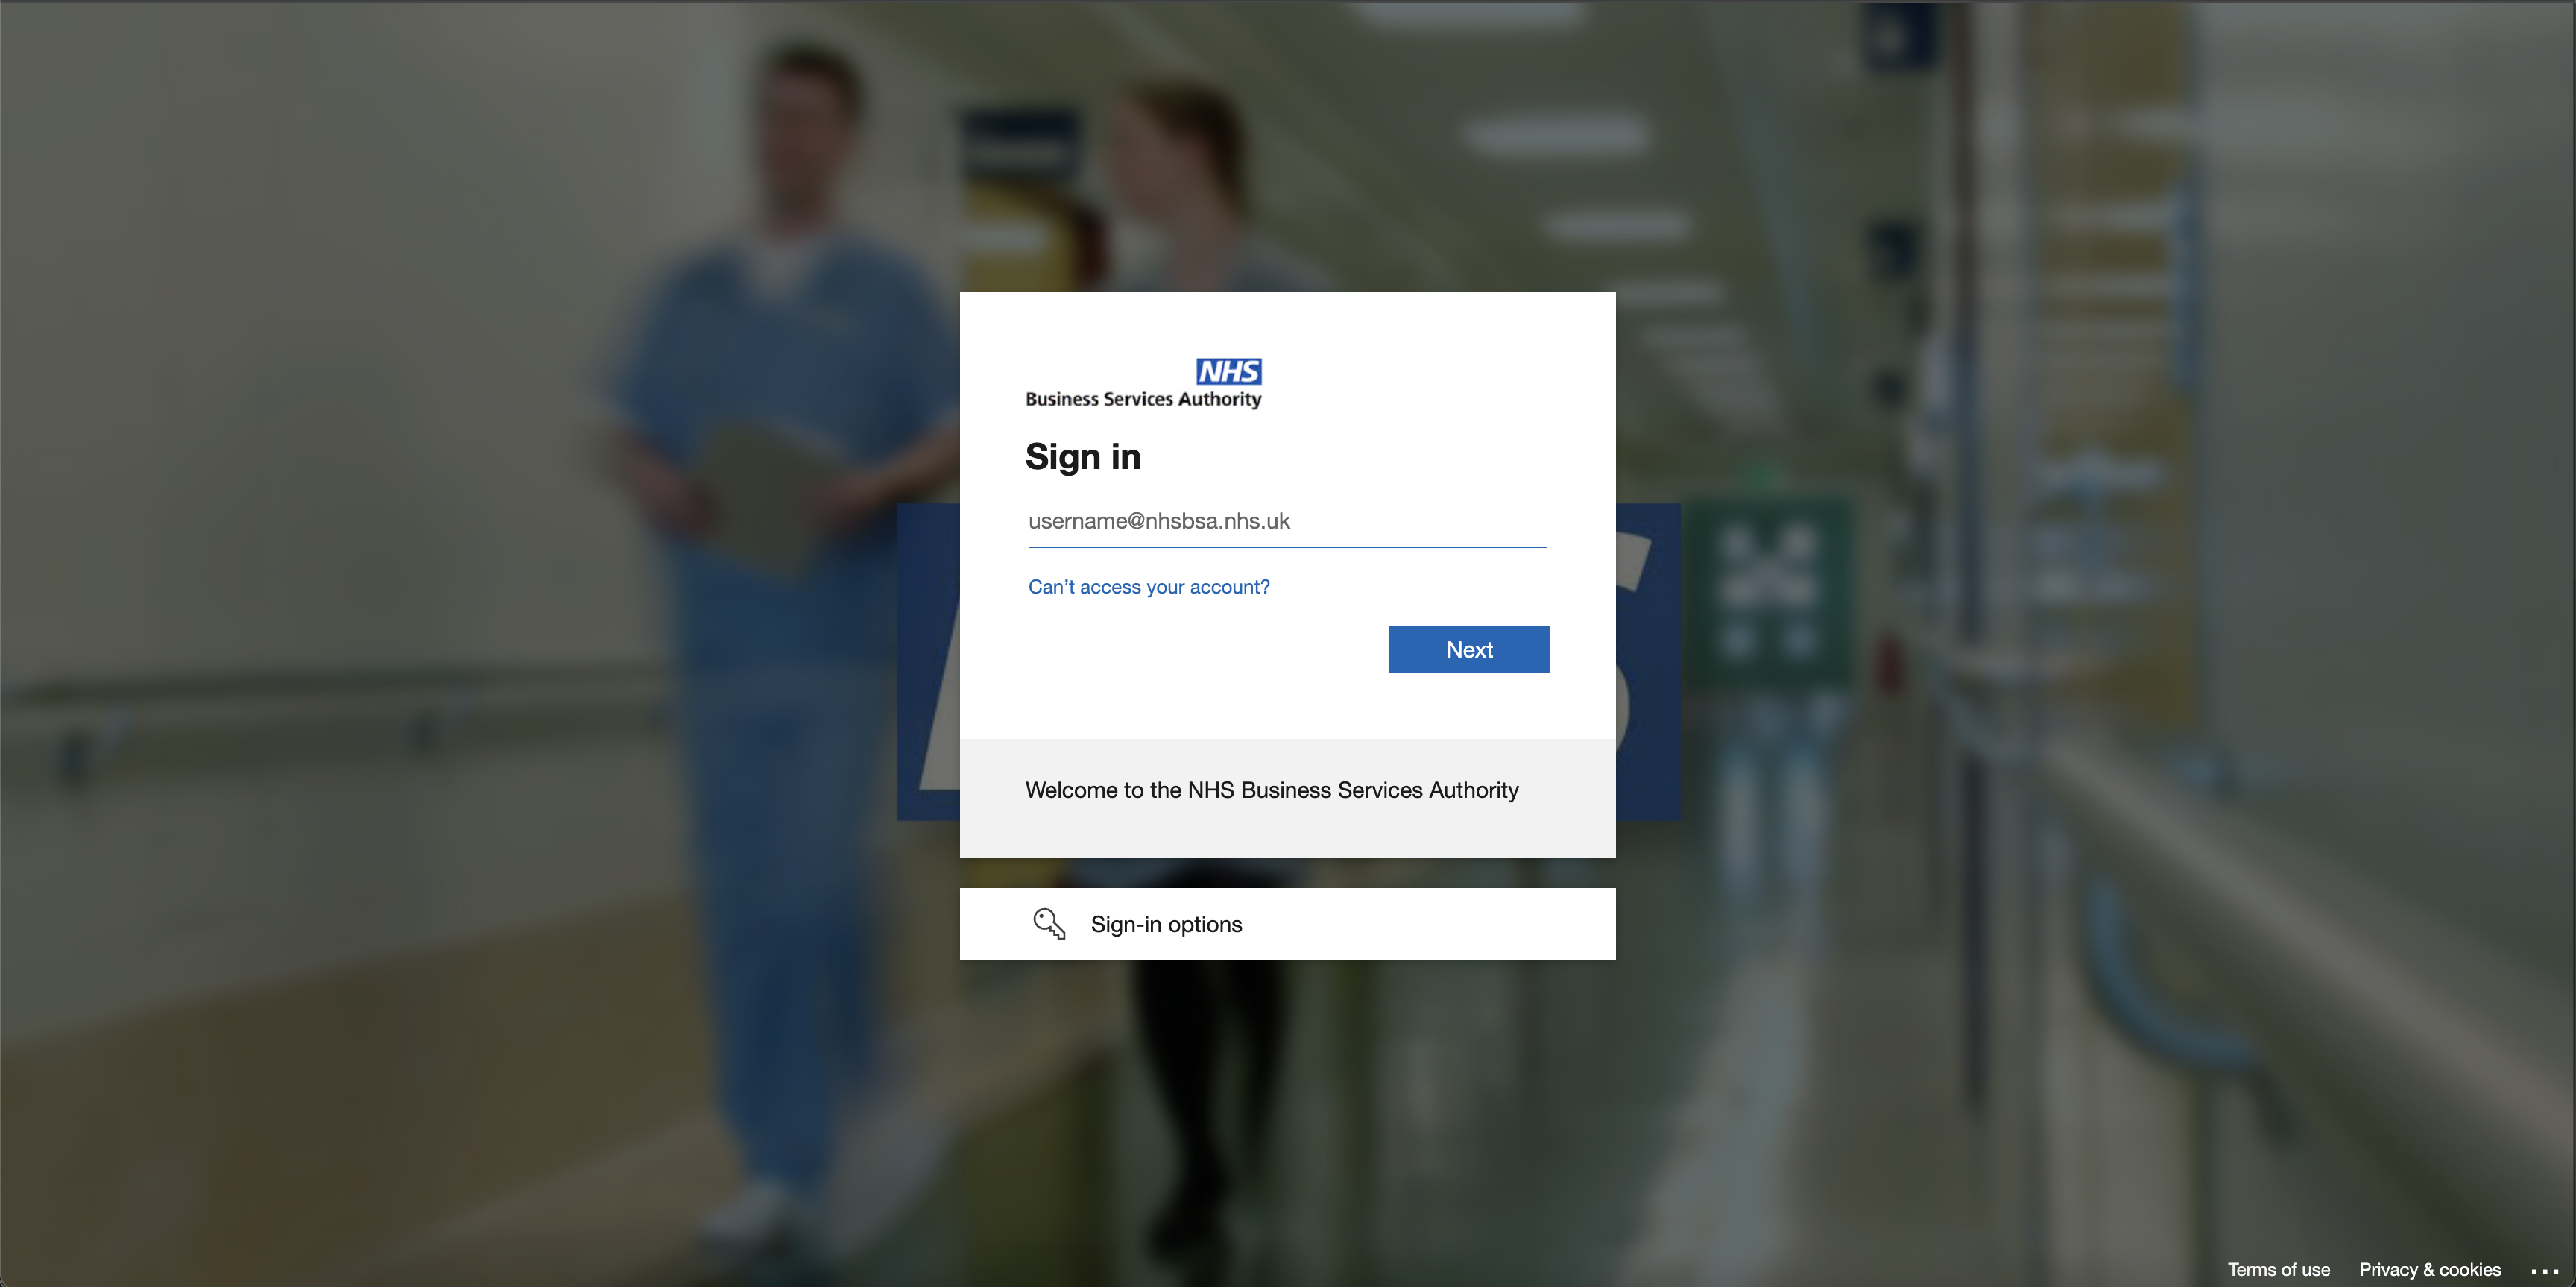 NHS
Business Services Authority
Sign in
username@nhsbsa.nhs.uk
Can’t access your account?
Next
Welcome to the NHS Business Services Authority
Sign-in options
Terms of use
Privacy & cookies